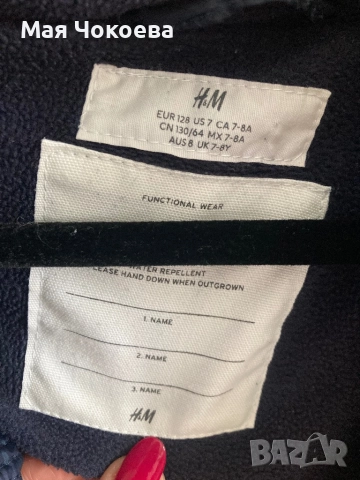 Мая Чокоева
H&M
EUR 128 US 7 CA 7-8A
CN 130/64 MX 7-8A
AUS 8 UK 7-8Y
FUNCTIONAL WEAR
WATER REPELLENT
PLEASE HAND DOWN WHEN OUTGROWN
1. NAME
2. NAME
3. NAME
H&M
BAZAR